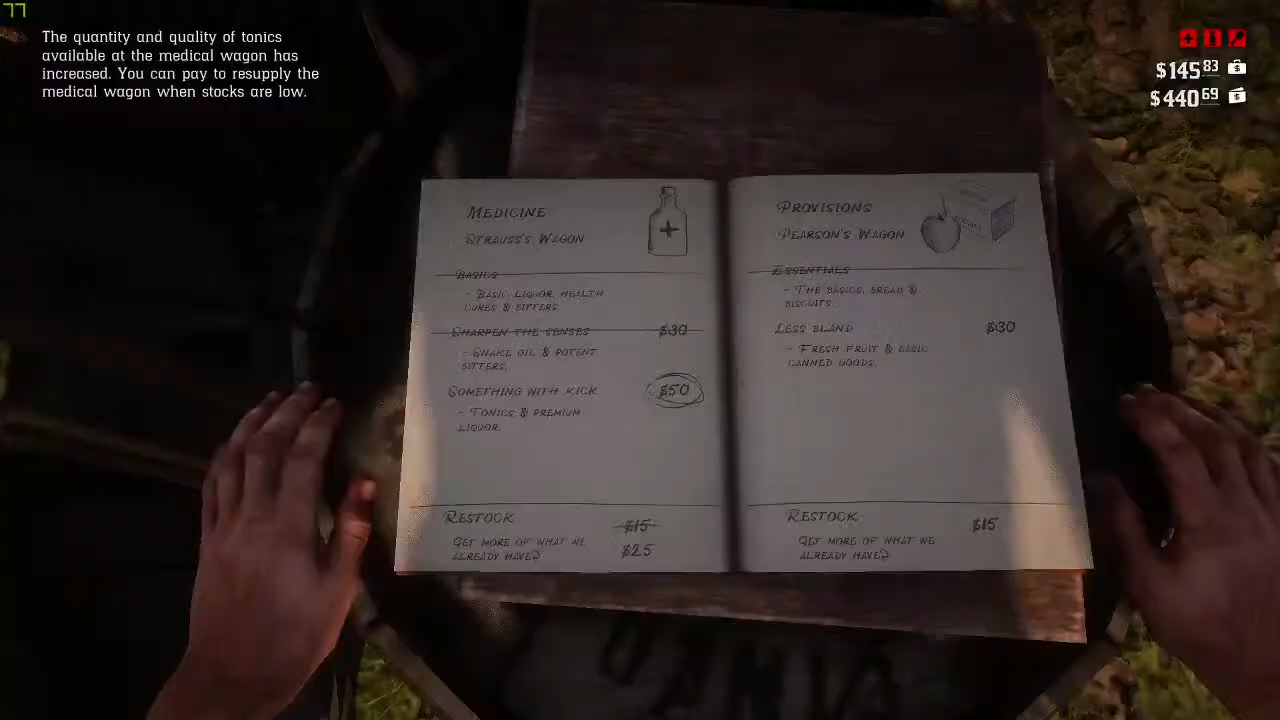 77
The quantity and quality of tonics
available at the medical wagon has
increased. You can pay to resupply the
medical wagon when stocks are low.
$145 83
$440 69
MEDICINE
STRAUSS'S WAGON
BASICS
- BASIC LIQUOR, HEALTH
CURES & BITTERS.
SHARPEN THE SENSES $30
- SNAKE OIL & POTENT
BITTERS.
SOMETHING WITH KICK $50
- TONICS & PREMIUM
LIQUOR.
RESTOCK $15
GET MORE OF WHAT WE
ALREADY HAVE? $25
PROVISIONS
PEARSON'S WAGON
ESSENTIALS
- THE BASICS, BREAD &
BISCUITS.
LESS BLAND $30
- FRESH FRUIT & BASIC
CANNED GOODS.
RESTOCK $15
GET MORE OF WHAT WE
ALREADY HAVE?